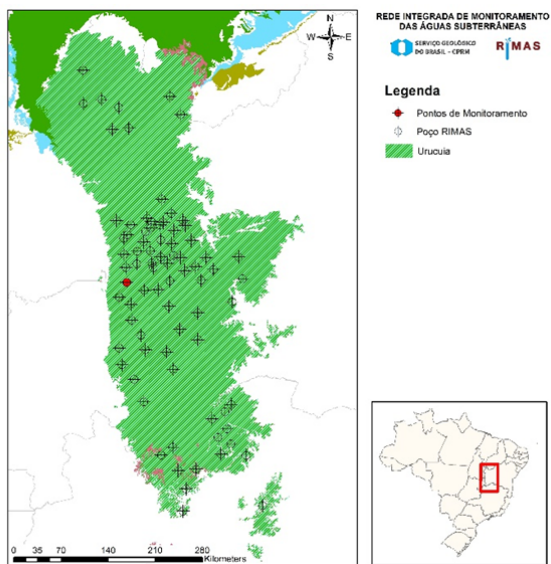 REDE INTEGRADA DE MONITORAMENTO
DAS ÁGUAS SUBTERRÂNEAS
SERVIÇO GEOLÓGICO
DO BRASIL - CPRM
RIMAS
N
W E
S
Legenda
Pontos de Monitoramento
Poço RIMAS
Urucuia
0 35 70 140 210 280
Kilometers